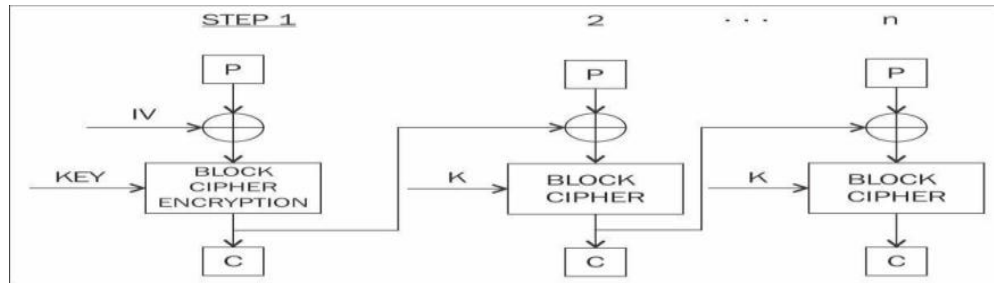 STEP 1 2 ... n
P P P
IV
KEY BLOCK CIPHER ENCRYPTION K BLOCK CIPHER K BLOCK CIPHER
C C C